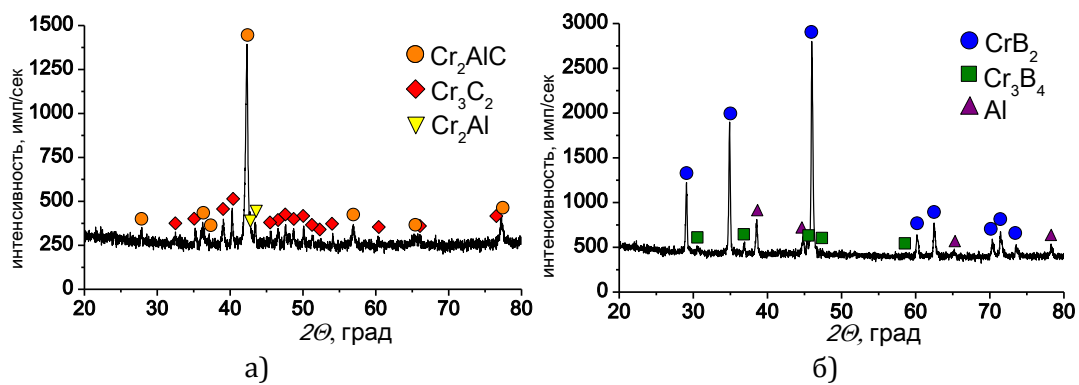 1500
1250
1000
750
500
250
0
интенсивность, имп/сек
20 30 40 50 60 70 80
2Θ, град
Cr₂AlC
Cr₃C₂
Cr₂Al
а)
3000
2500
2000
1500
1000
500
0
интенсивность, имп/сек
20 30 40 50 60 70 80
2Θ, град
CrB₂
Cr₃B₄
Al
б)